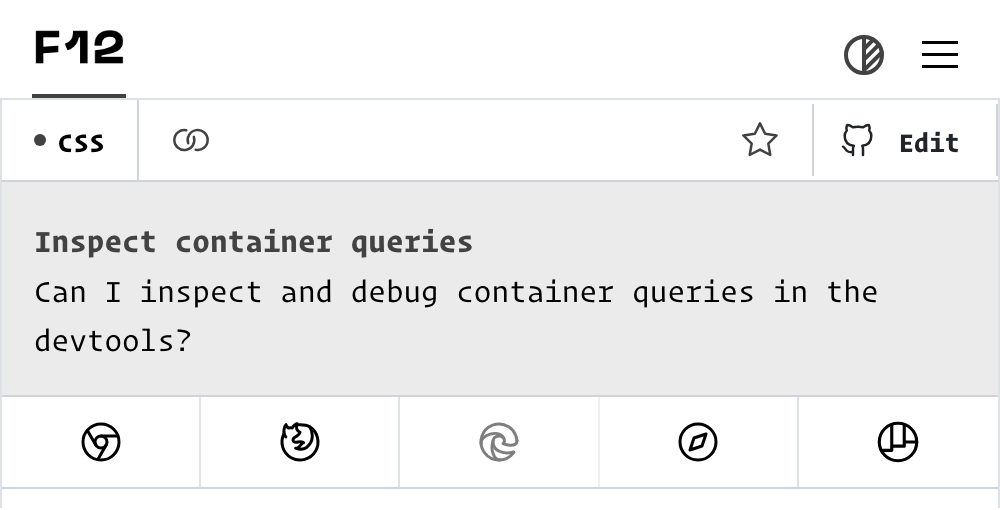 F12
CSS
Edit
Inspect container queries
Can I inspect and debug container queries in the
devtools?